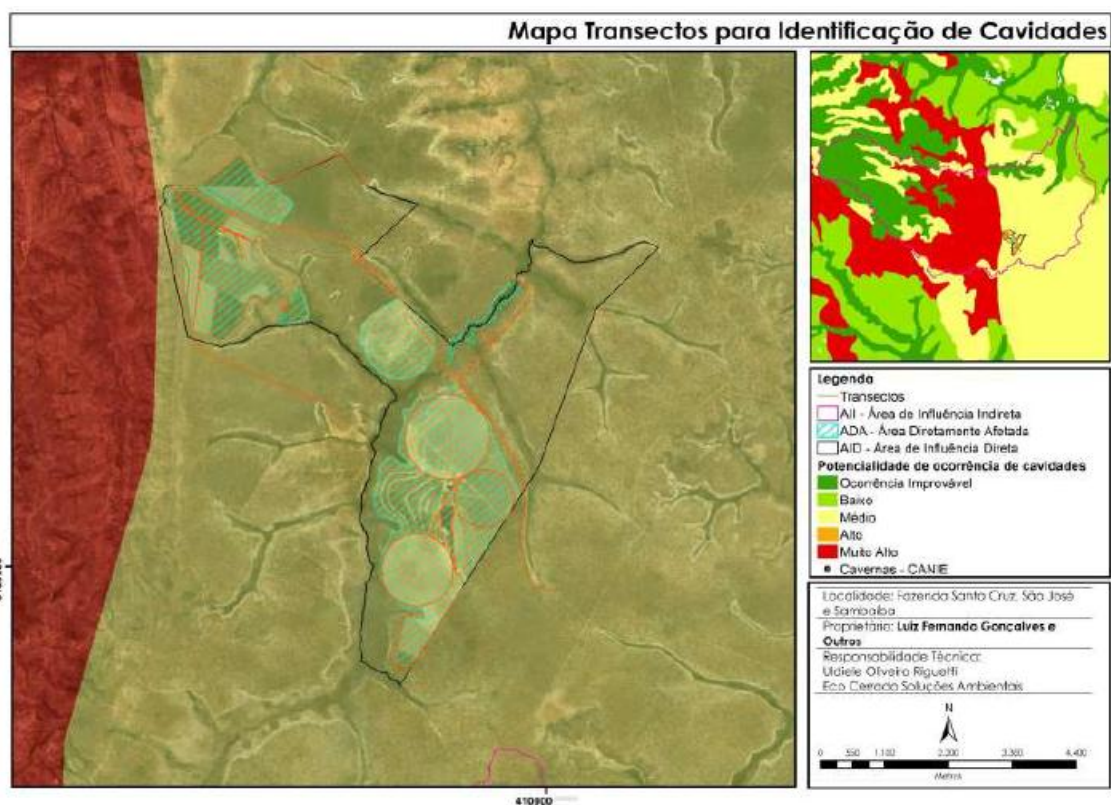 Mapa Transectos para Identificação de Cavidades
Legenda
Transectos
AII - Área de Influência Indireta
ADA - Área Diretamente Afetada
AID - Área de Influência Direta
Potencialidade de ocorrência de cavidades
Ocorrência Improvável
Baixo
Médio
Alto
Muito Alto
Cavernas - CANIE
Localidade: Fazenda Santa Cruz, São José
e Sambaíba
Proprietário: Luiz Fernando Gonçalves e
Outros
Responsabilidade Técnica:
Udiele Oliveira Riguetti
Eco Cerrado Soluções Ambientais
N
0 550 1.100 2.200 3.300 4.400
Metros
410900